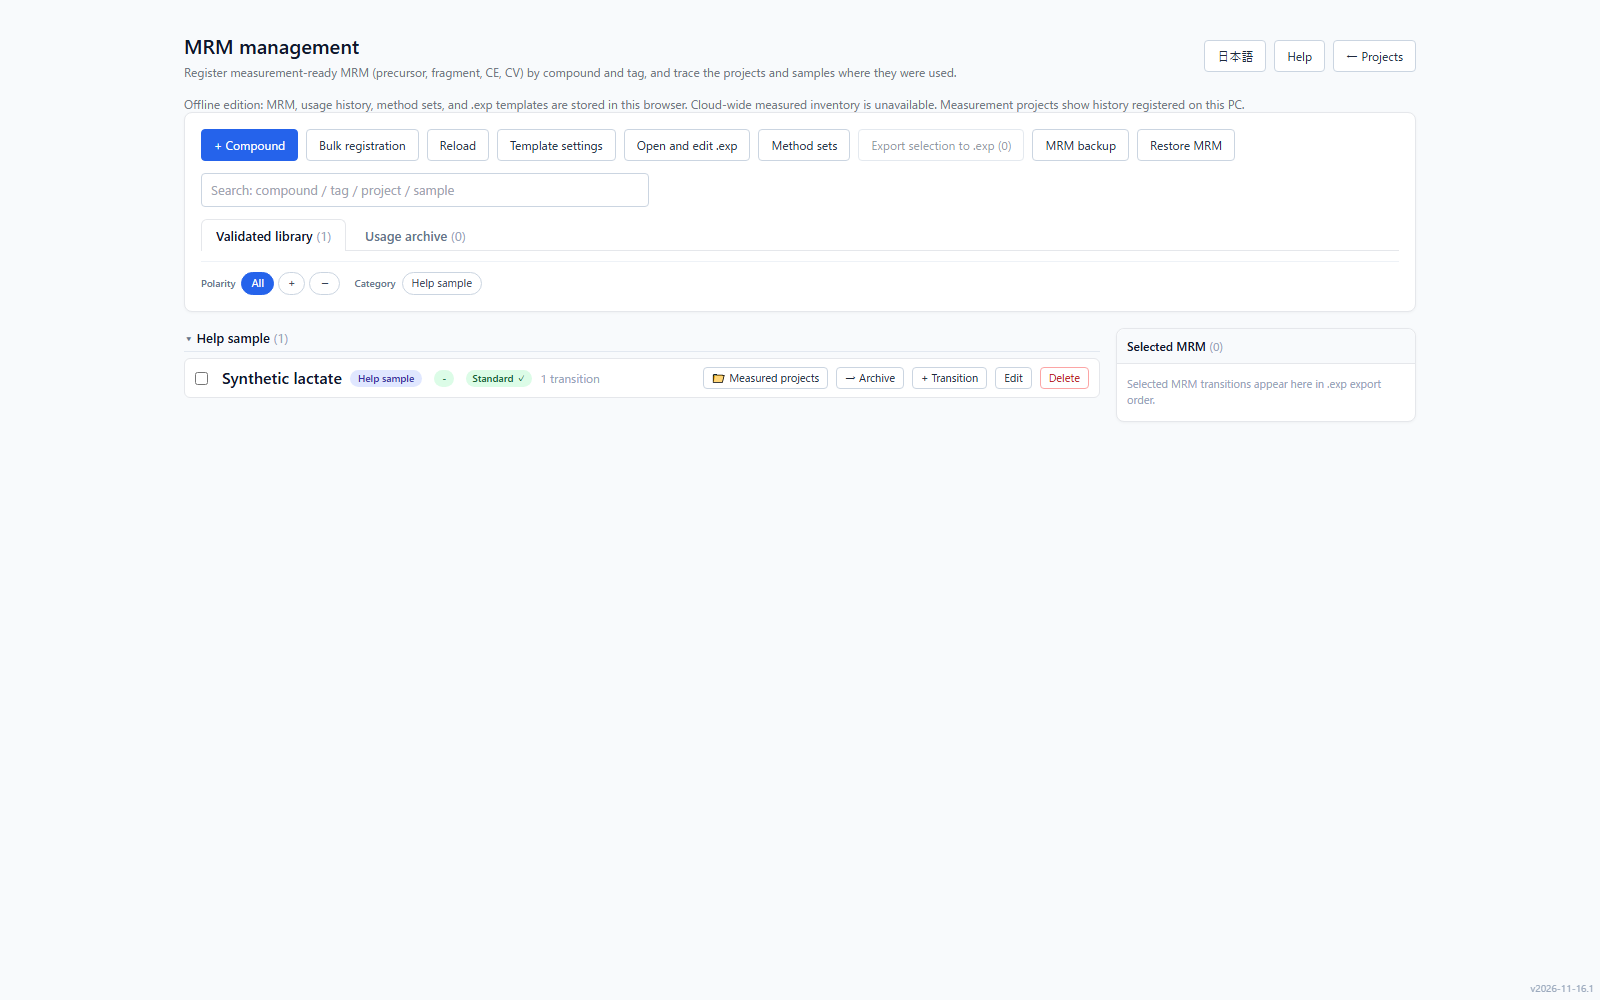 MRM management
日本語
Help
← Projects
Register measurement-ready MRM (precursor, fragment, CE, CV) by compound and tag, and trace the projects and samples where they were used.
Offline edition: MRM, usage history, method sets, and .exp templates are stored in this browser. Cloud-wide measured inventory is unavailable. Measurement projects show history registered on this PC.
+ Compound
Bulk registration
Reload
Template settings
Open and edit .exp
Method sets
Export selection to .exp (0)
MRM backup
Restore MRM
Search: compound / tag / project / sample
Validated library (1)
Usage archive (0)
Polarity
All
+
−
Category
Help sample
▾ Help sample (1)
Synthetic lactate
Help sample
-
Standard ✓
1 transition
Measured projects
→ Archive
+ Transition
Edit
Delete
Selected MRM (0)
Selected MRM transitions appear here in .exp export
order.
v2026-11-16.1